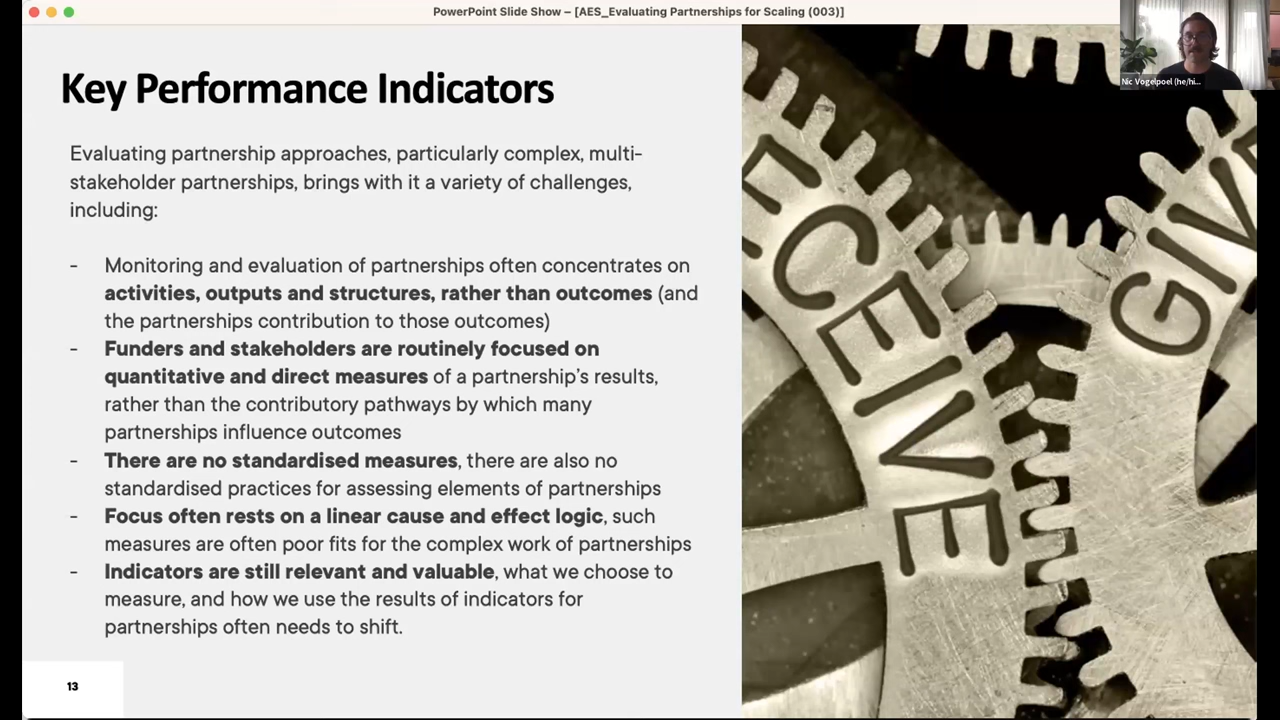 PowerPoint Slide Show – [AES_Evaluating Partnerships for Scaling (003)]
Nic Vogelpoel (he/hi...
Key Performance Indicators
Evaluating partnership approaches, particularly complex, multi-
stakeholder partnerships, brings with it a variety of challenges,
including:
- Monitoring and evaluation of partnerships often concentrates on
activities, outputs and structures, rather than outcomes (and
the partnerships contribution to those outcomes)
- Funders and stakeholders are routinely focused on
quantitative and direct measures of a partnership’s results,
rather than the contributory pathways by which many
partnerships influence outcomes
- There are no standardised measures, there are also no
standardised practices for assessing elements of partnerships
- Focus often rests on a linear cause and effect logic, such
measures are often poor fits for the complex work of partnerships
- Indicators are still relevant and valuable, what we choose to
measure, and how we use the results of indicators for
partnerships often needs to shift.
13
ECEIVE
GIVE